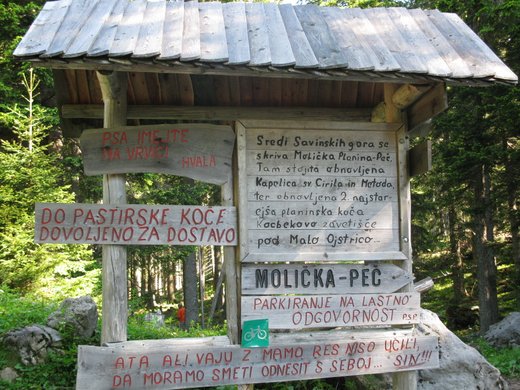 PSA IMEJTE
NA VRVICI
HVALA
DO PASTIRSKE KOČE
DOVOLJENO ZA DOSTAVO
Sredi Savinskih gora se
skriva Molička Planina-Peč.
Tam stojita obnovljena
Kapelica sv. Cirila in Metoda,
ter obnovljena 2. najstar-
ejša planinska koča
Kocbekovo zavetišče
pod Malo Ojstrico...
MOLIČKA-PEČ
PARKIRANJE NA LASTNO
ODGOVORNOST
ATA ALI VAJU Z MAMO RES NISO UČILI,
DA MORAMO SMETI ODNESTI S SEBOJ... SIN!!!